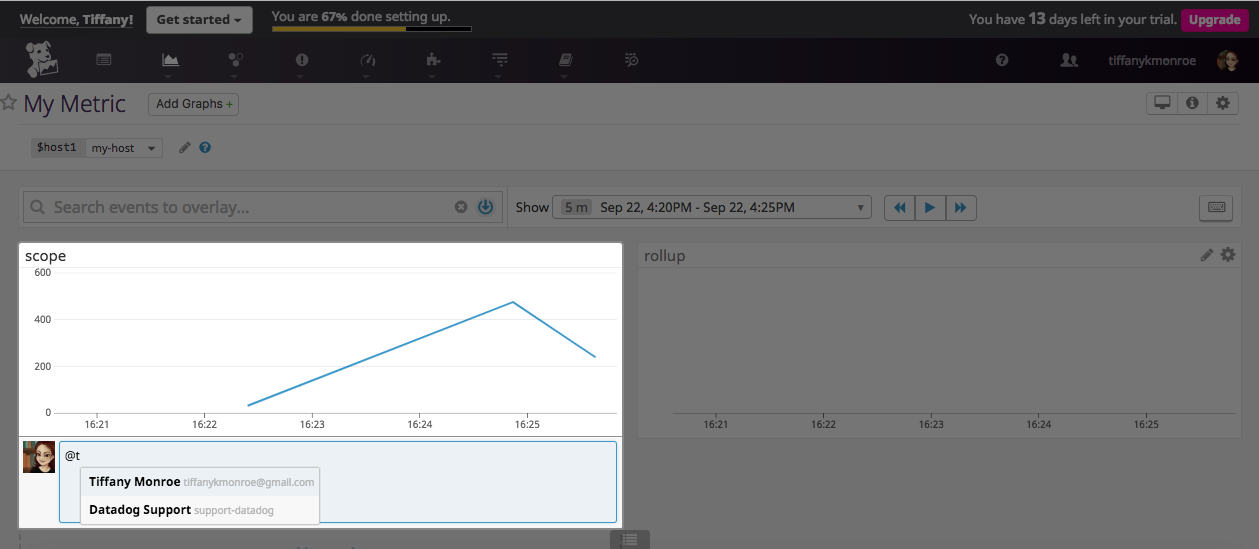 Welcome, Tiffany! Get started You are 67% done setting up. You have 13 days left in your trial. Upgrade
tiffanykmonroe
My Metric Add Graphs +
$host1 my-host
Search events to overlay... Show 5 m Sep 22, 4:20PM - Sep 22, 4:25PM
scope
600
400
200
0
16:21 16:22 16:23 16:24 16:25
@t
Tiffany Monroe tiffanykmonroe@gmail.com
Datadog Support support-datadog
rollup
16:21 16:22 16:23 16:24 16:25